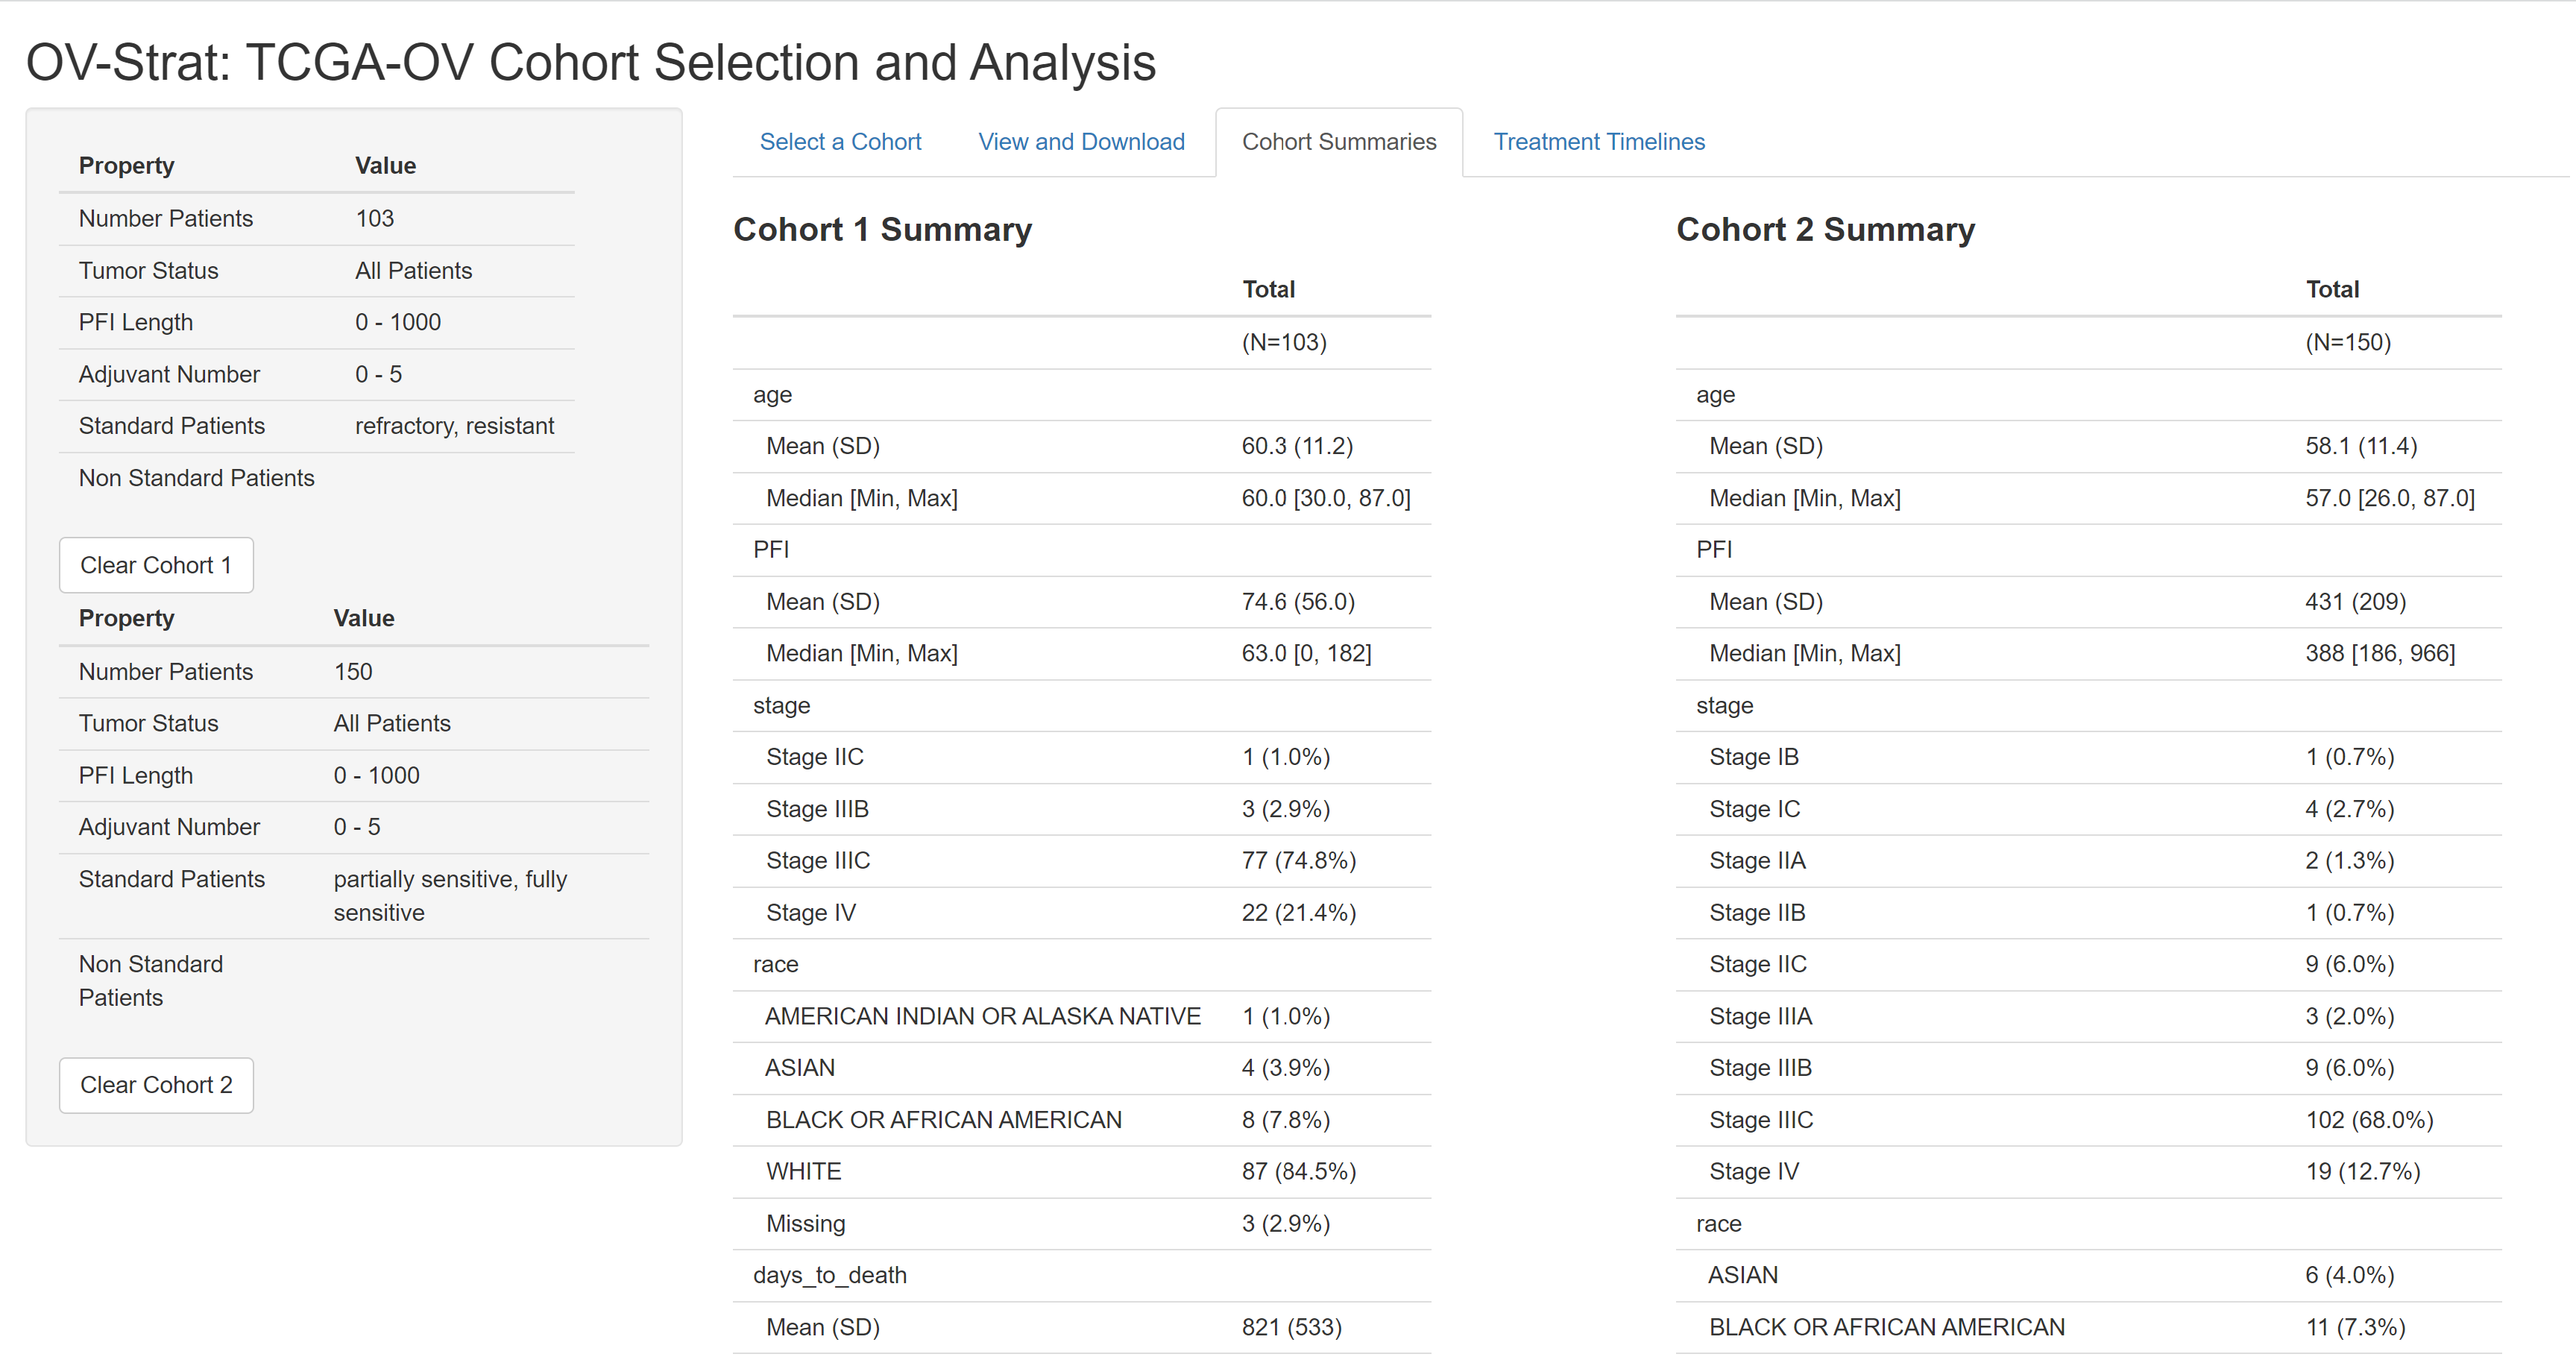 OV-Strat: TCGA-OV Cohort Selection and Analysis
Property Value
Number Patients 103
Tumor Status All Patients
PFI Length 0 - 1000
Adjuvant Number 0 - 5
Standard Patients refractory, resistant
Non Standard Patients
Clear Cohort 1
Property Value
Number Patients 150
Tumor Status All Patients
PFI Length 0 - 1000
Adjuvant Number 0 - 5
Standard Patients partially sensitive, fully
sensitive
Non Standard
Patients
Clear Cohort 2
Select a Cohort View and Download Cohort Summaries Treatment Timelines
Cohort 1 Summary
Total
(N=103)
age
Mean (SD) 60.3 (11.2)
Median [Min, Max] 60.0 [30.0, 87.0]
PFI
Mean (SD) 74.6 (56.0)
Median [Min, Max] 63.0 [0, 182]
stage
Stage IIC 1 (1.0%)
Stage IIIB 3 (2.9%)
Stage IIIC 77 (74.8%)
Stage IV 22 (21.4%)
race
AMERICAN INDIAN OR ALASKA NATIVE 1 (1.0%)
ASIAN 4 (3.9%)
BLACK OR AFRICAN AMERICAN 8 (7.8%)
WHITE 87 (84.5%)
Missing 3 (2.9%)
days_to_death
Mean (SD) 821 (533)
Cohort 2 Summary
Total
(N=150)
age
Mean (SD) 58.1 (11.4)
Median [Min, Max] 57.0 [26.0, 87.0]
PFI
Mean (SD) 431 (209)
Median [Min, Max] 388 [186, 966]
stage
Stage IB 1 (0.7%)
Stage IC 4 (2.7%)
Stage IIA 2 (1.3%)
Stage IIB 1 (0.7%)
Stage IIC 9 (6.0%)
Stage IIIA 3 (2.0%)
Stage IIIB 9 (6.0%)
Stage IIIC 102 (68.0%)
Stage IV 19 (12.7%)
race
ASIAN 6 (4.0%)
BLACK OR AFRICAN AMERICAN 11 (7.3%)